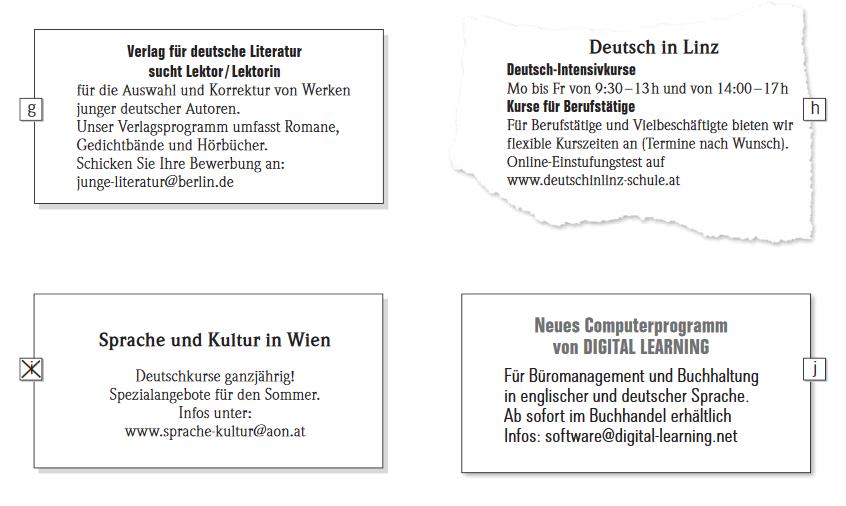 g
Verlag für deutsche Literatur
sucht Lektor/Lektorin
für die Auswahl und Korrektur von Werken
junger deutscher Autoren.
Unser Verlagsprogramm umfasst Romane,
Gedichtbände und Hörbücher.
Schicken Sie Ihre Bewerbung an:
junge-literatur@berlin.de
h
Deutsch in Linz
Deutsch-Intensivkurse
Mo bis Fr von 9:30–13h und von 14:00–17h
Kurse für Berufstätige
Für Berufstätige und Vielbeschäftigte bieten wir
flexible Kurszeiten an (Termine nach Wunsch).
Online-Einstufungstest auf
www.deutschinlinz-schule.at
i
Sprache und Kultur in Wien
Deutschkurse ganzjährig!
Spezialangebote für den Sommer.
Infos unter:
www.sprache-kultur@aon.at
j
Neues Computerprogramm
von DIGITAL LEARNING
Für Büromanagement und Buchhaltung
in englischer und deutscher Sprache.
Ab sofort im Buchhandel erhältlich
Infos: software@digital-learning.net